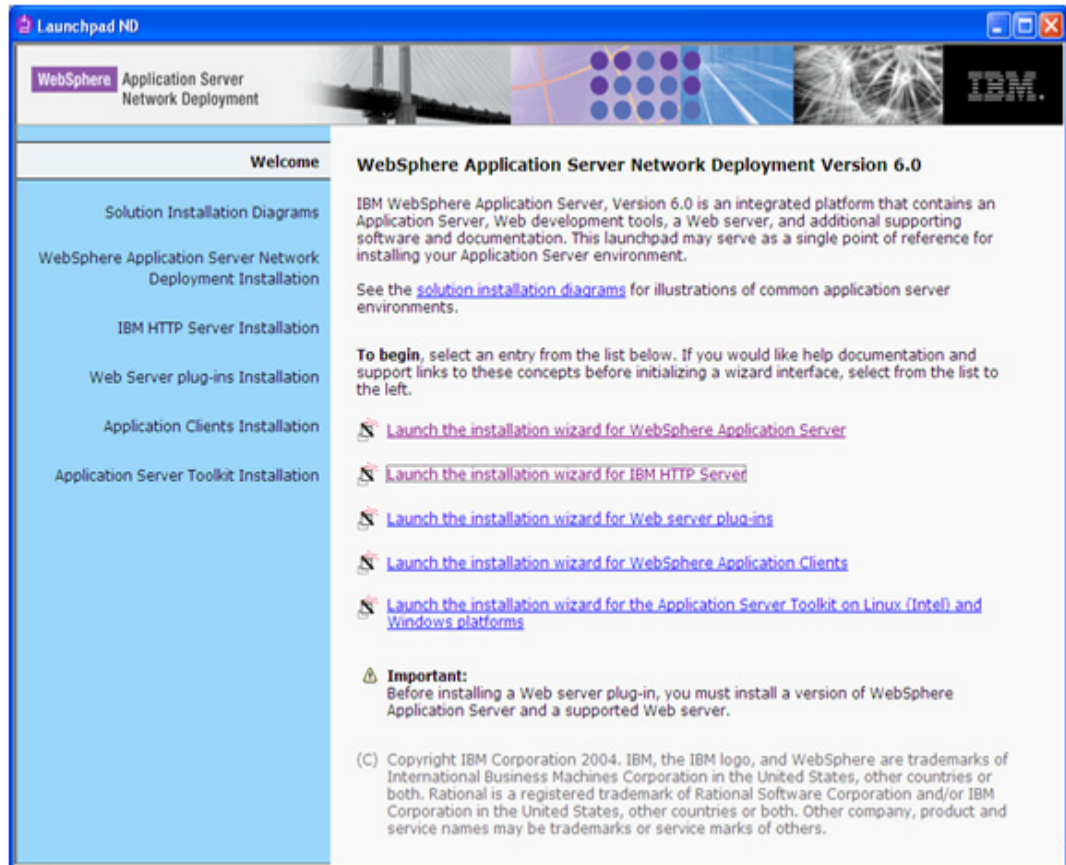 Launchpad ND
WebSphere Application Server
Network Deployment
IBM.
Welcome
Solution Installation Diagrams
WebSphere Application Server Network
Deployment Installation
IBM HTTP Server Installation
Web Server plug-ins Installation
Application Clients Installation
Application Server Toolkit Installation
WebSphere Application Server Network Deployment Version 6.0
IBM WebSphere Application Server, Version 6.0 is an integrated platform that contains an
Application Server, Web development tools, a Web server, and additional supporting
software and documentation. This launchpad may serve as a single point of reference for
installing your Application Server environment.
See the solution installation diagrams for illustrations of common application server
environments.
To begin, select an entry from the list below. If you would like help documentation and
support links to these concepts before initializing a wizard interface, select from the list to
the left.
Launch the installation wizard for WebSphere Application Server
Launch the installation wizard for IBM HTTP Server
Launch the installation wizard for Web server plug-ins
Launch the installation wizard for WebSphere Application Clients
Launch the installation wizard for the Application Server Toolkit on Linux (Intel) and
Windows platforms
Important:
Before installing a Web server plug-in, you must install a version of WebSphere
Application Server and a supported Web server.
(C) Copyright IBM Corporation 2004. IBM, the IBM logo, and WebSphere are trademarks of
International Business Machines Corporation in the United States, other countries or
both. Rational is a registered trademark of Rational Software Corporation and/or IBM
Corporation in the United States, other countries or both. Other company, product and
service names may be trademarks or service marks of others.